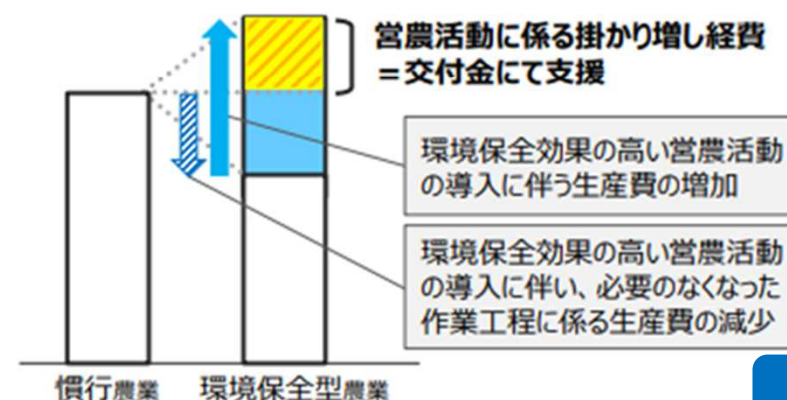 営農活動に係る掛かり増し経費
＝交付金にて支援
環境保全効果の高い営農活動
の導入に伴う生産費の増加
環境保全効果の高い営農活動
の導入に伴い、必要のなくなった
作業工程に係る生産費の減少
慣行農業 環境保全型農業